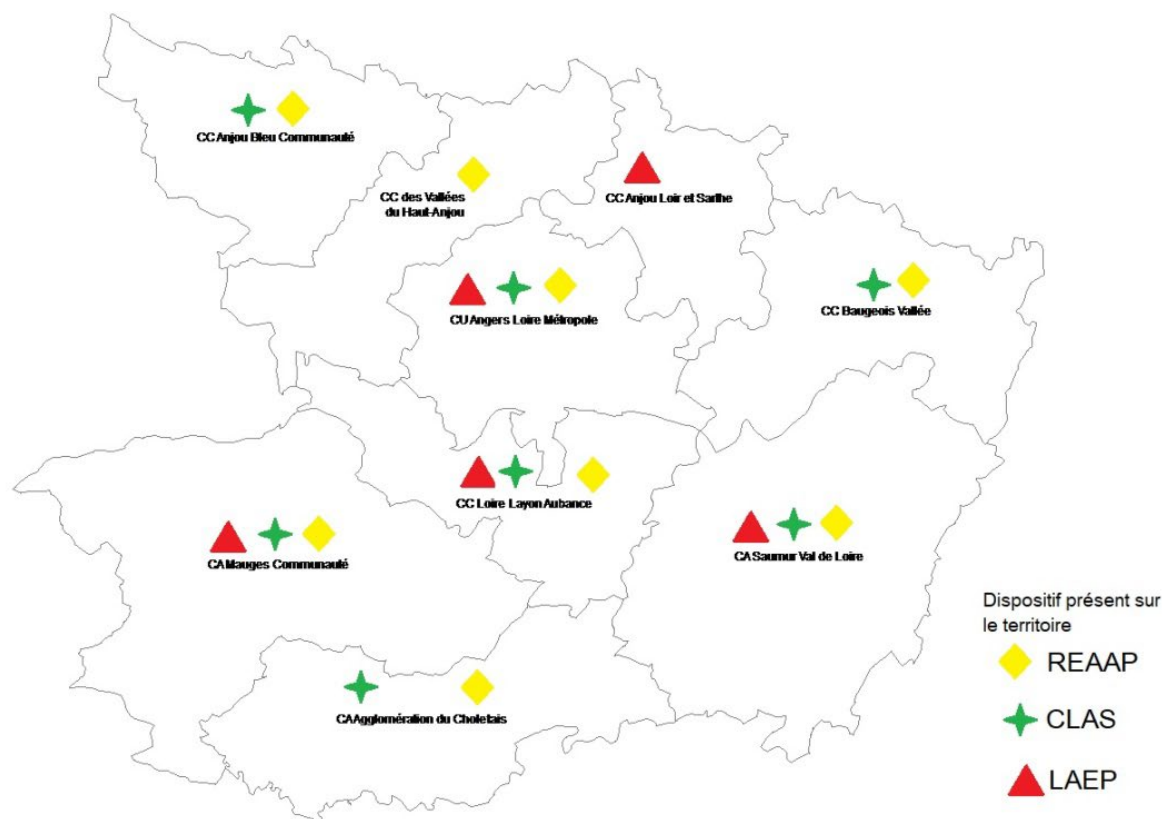 CC Anjou Bleu Communauté
CC des Vallées
du Haut-Anjou
CC Anjou Loir et Sarthe
CU Angers Loire Métropole
CC Baugeois Vallée
CC Loire Layon Aubance
CA Mauges Communauté
CA Saumur Val de Loire
CA Agglomération du Choletais
Dispositif présent sur
le territoire
REAAP
CLAS
LAEP